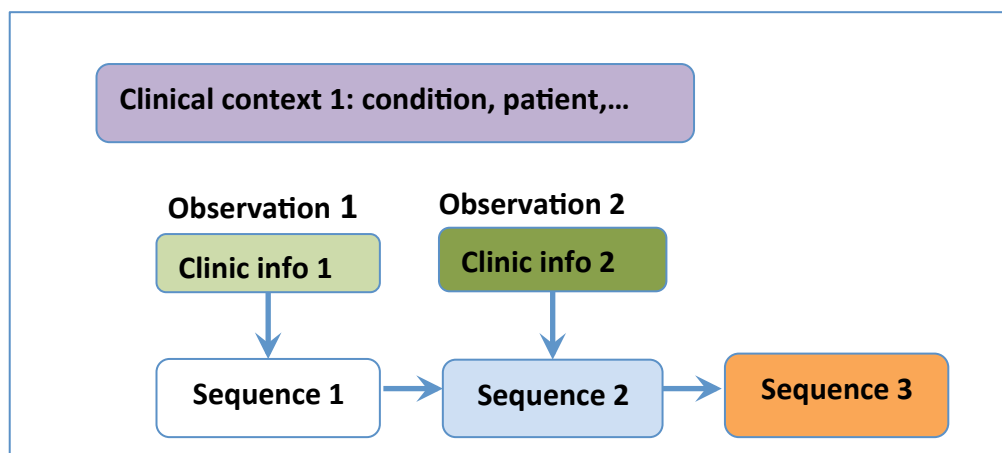 Clinical context 1: condition, patient,...
Observation 1
Observation 2
Clinic info 1
Clinic info 2
Sequence 1
Sequence 2
Sequence 3